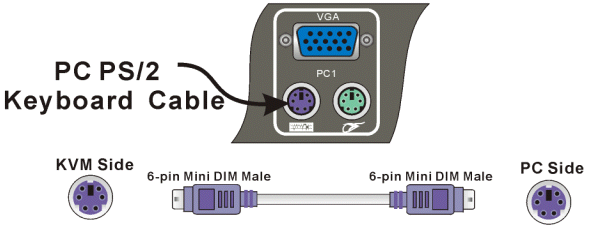 VGA
PC1
PC PS/2
Keyboard Cable
KVM Side
6-pin Mini DIM Male
6-pin Mini DIM Male
PC Side